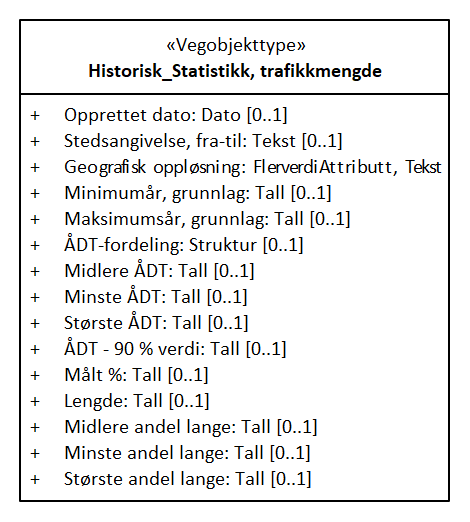 «Vegobjekttype»
Historisk_Statistikk, trafikkmengde
+ Opprettet dato: Dato [0..1]
+ Stedsangivelse, fra-til: Tekst [0..1]
+ Geografisk oppløsning: FlerverdiAttributt, Tekst
+ Minimumår, grunnlag: Tall [0..1]
+ Maksimumsår, grunnlag: Tall [0..1]
+ ÅDT-fordeling: Struktur [0..1]
+ Midlere ÅDT: Tall [0..1]
+ Minste ÅDT: Tall [0..1]
+ Største ÅDT: Tall [0..1]
+ ÅDT - 90 % verdi: Tall [0..1]
+ Målt %: Tall [0..1]
+ Lengde: Tall [0..1]
+ Midlere andel lange: Tall [0..1]
+ Minste andel lange: Tall [0..1]
+ Største andel lange: Tall [0..1]